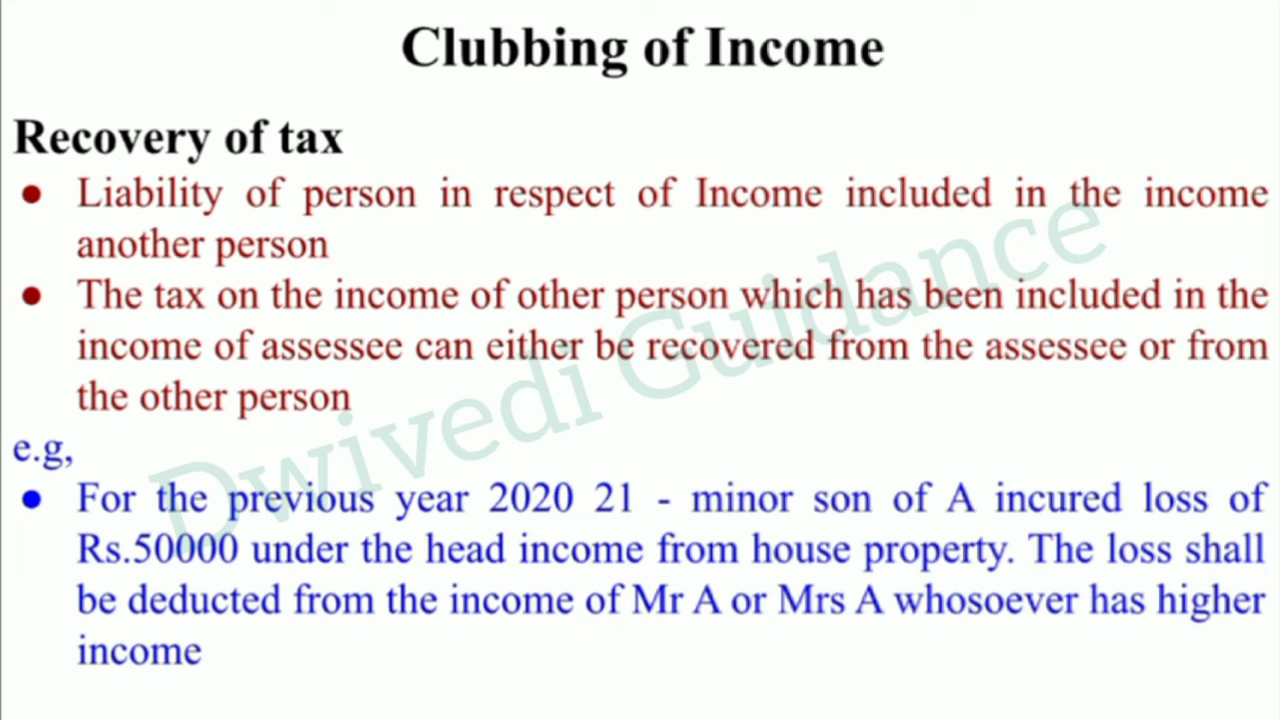 Clubbing of Income
Recovery of tax
● Liability of person in respect of Income included in the income
another person
● The tax on the income of other person which has been included in the
income of assessee can either be recovered from the assessee or from
the other person
e.g,
● For the previous year 2020 21 - minor son of A incured loss of
Rs.50000 under the head income from house property. The loss shall
be deducted from the income of Mr A or Mrs A whosoever has higher
income
Dwivedi Guidance